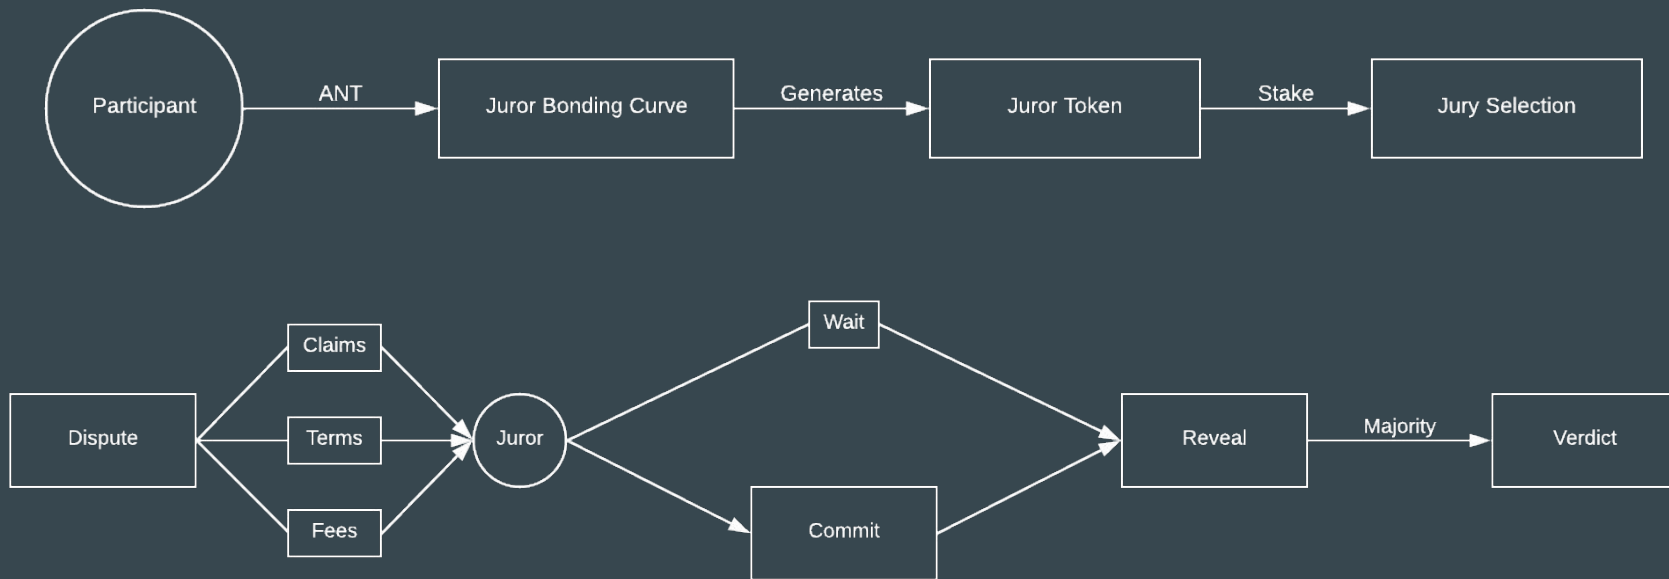 Participant
ANT
Juror Bonding Curve
Generates
Juror Token
Stake
Jury Selection
Dispute
Claims
Terms
Fees
Juror
Wait
Commit
Reveal
Majority
Verdict